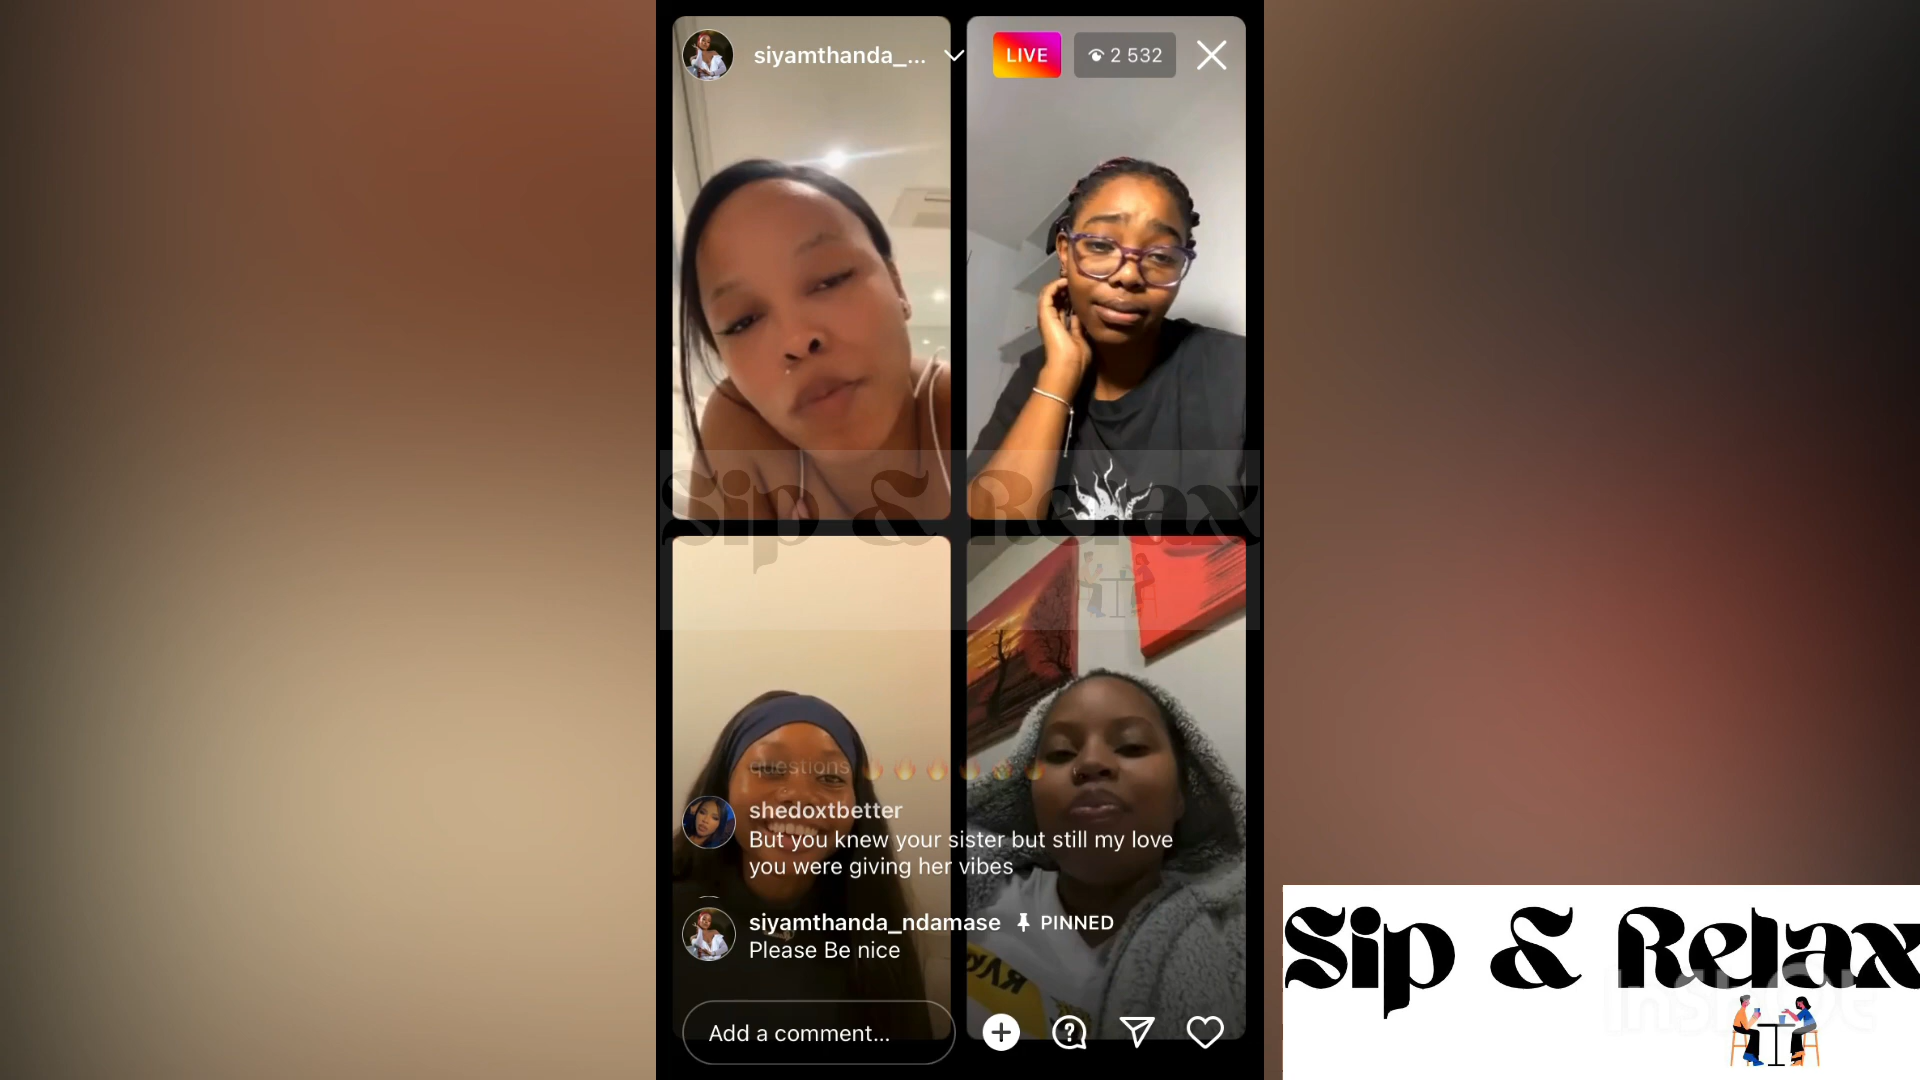 siyamthanda_...
LIVE
2 532
Sip & Relax
questions 🔥🔥🔥🔥🔥🔥
shedoxtbetter
But you knew your sister but still my love
you were giving her vibes
siyamthanda_ndamase PINNED
Please Be nice
Add a comment...
Sip & Relax
InShOt